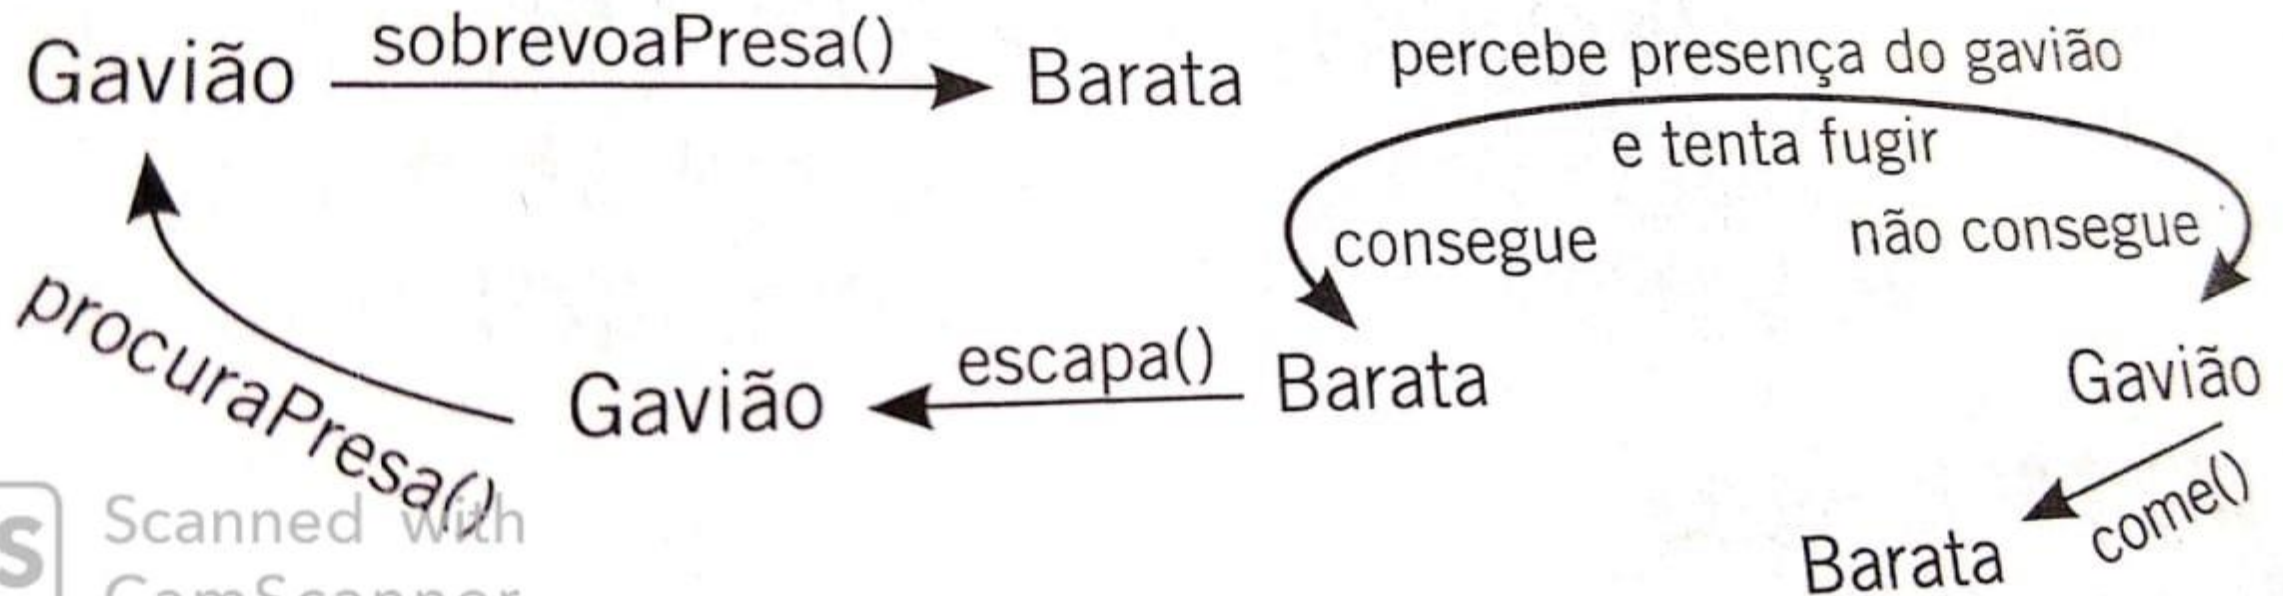 Gavião sobrevoaPresa() Barata
percebe presença do gavião
e tenta fugir
consegue
não consegue
Barata
escapa()
Gavião
procuraPresa()
Gavião
come()
Barata
S
Scanned with
CamScanner